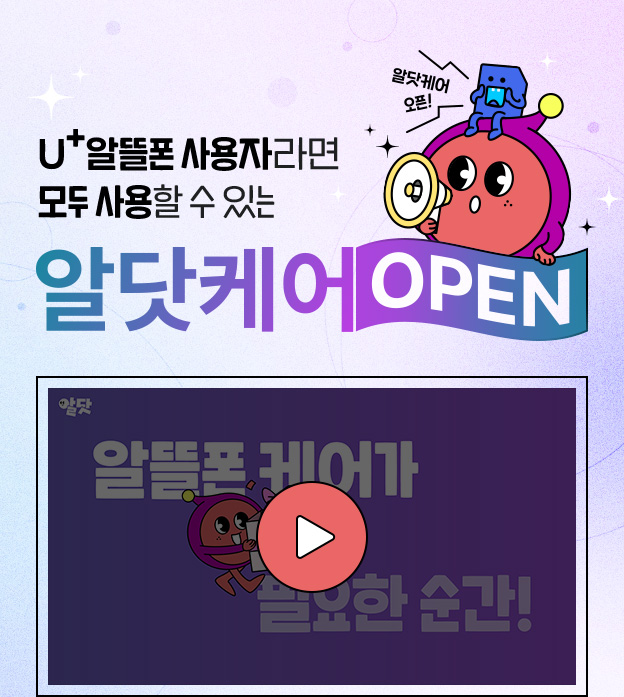 알닷케어
오픈!
U+알뜰폰 사용자라면
모두 사용할 수 있는
알닷케어 OPEN
알닷
알뜰폰 케어가
필요한 순간!